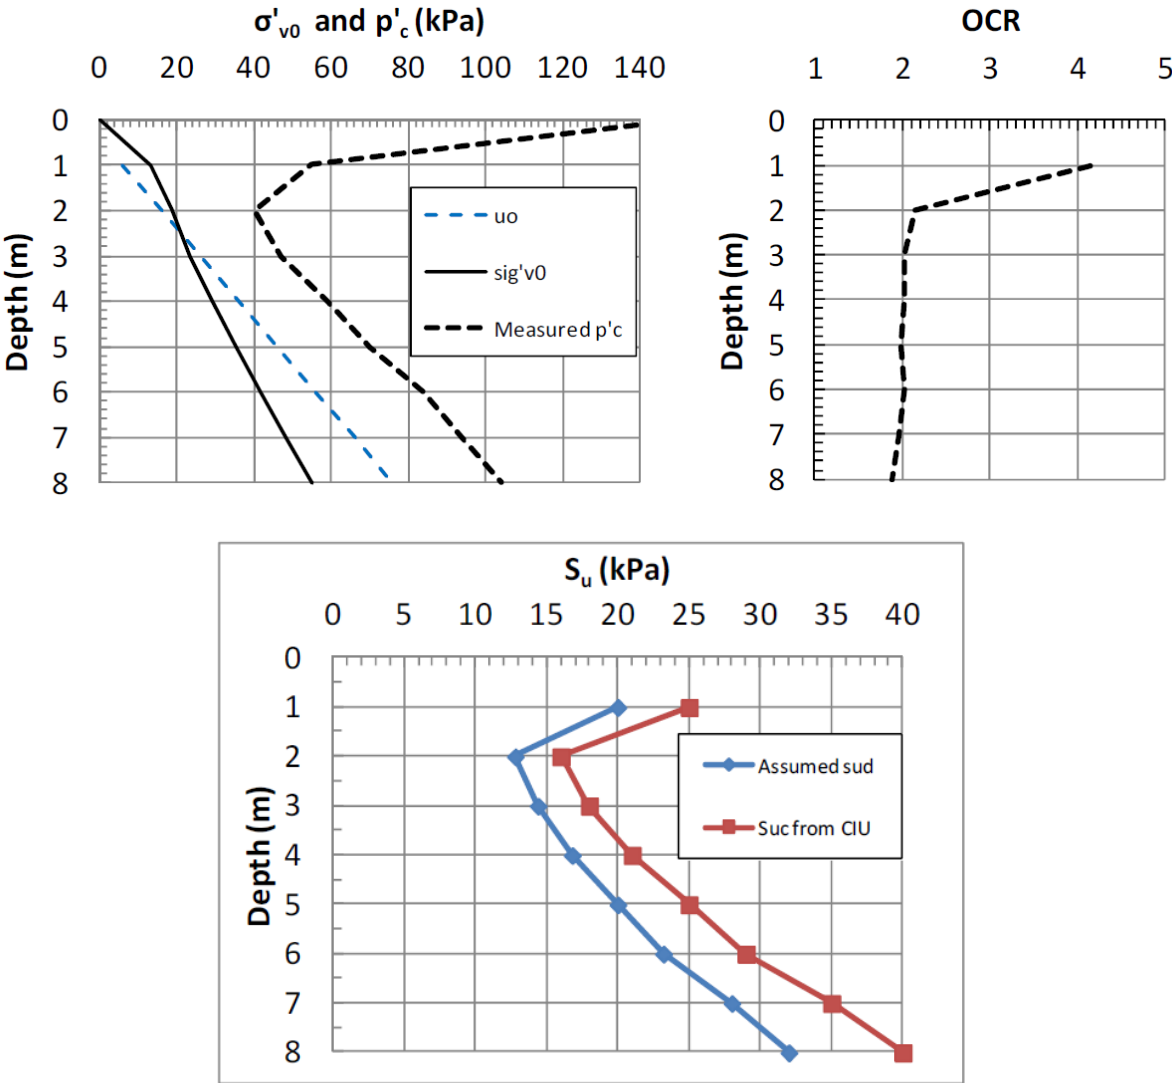 σ'v0 and p'c (kPa)
0 20 40 60 80 100 120 140
0
1
2
3
4
5
6
7
8
Depth (m)
uo
sig'v0
Measured p'c
OCR
1 2 3 4 5
0
1
2
3
4
5
6
7
8
Depth (m)
Su (kPa)
0 5 10 15 20 25 30 35 40
0
1
2
3
4
5
6
7
8
Depth (m)
Assumed sud
Suc from CIU